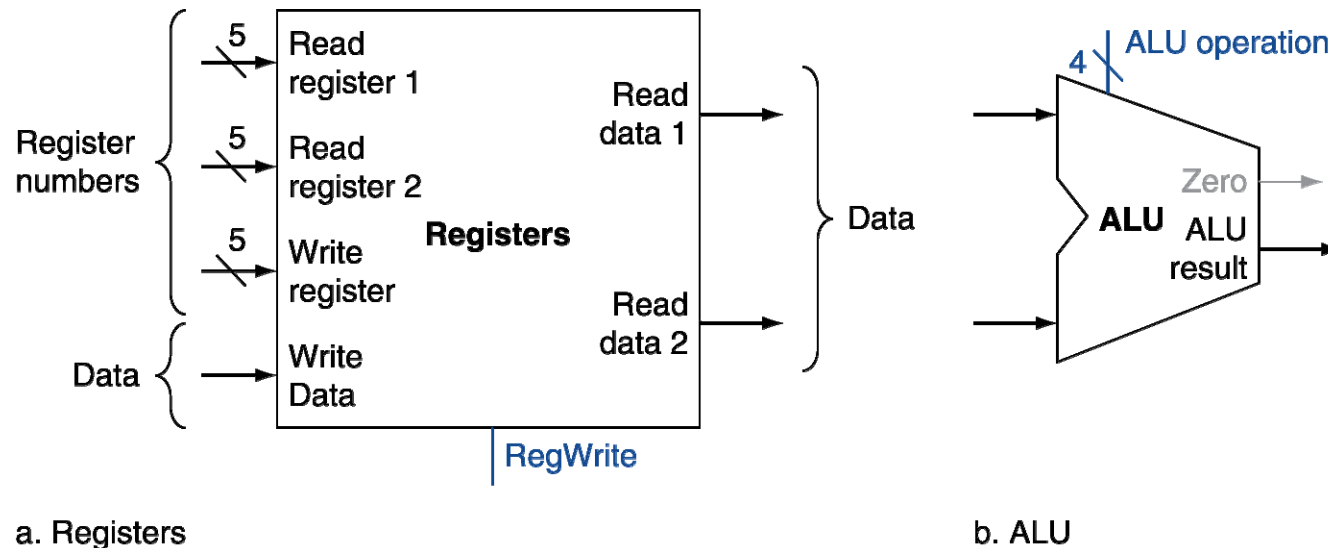 5
Read
register 1
5
Read
register 2
5
Write
register
Write
Data
Register
numbers
Data
Registers
Read
data 1
Read
data 2
Data
RegWrite
a. Registers
4
ALU operation
Zero
ALU
ALU
result
b. ALU